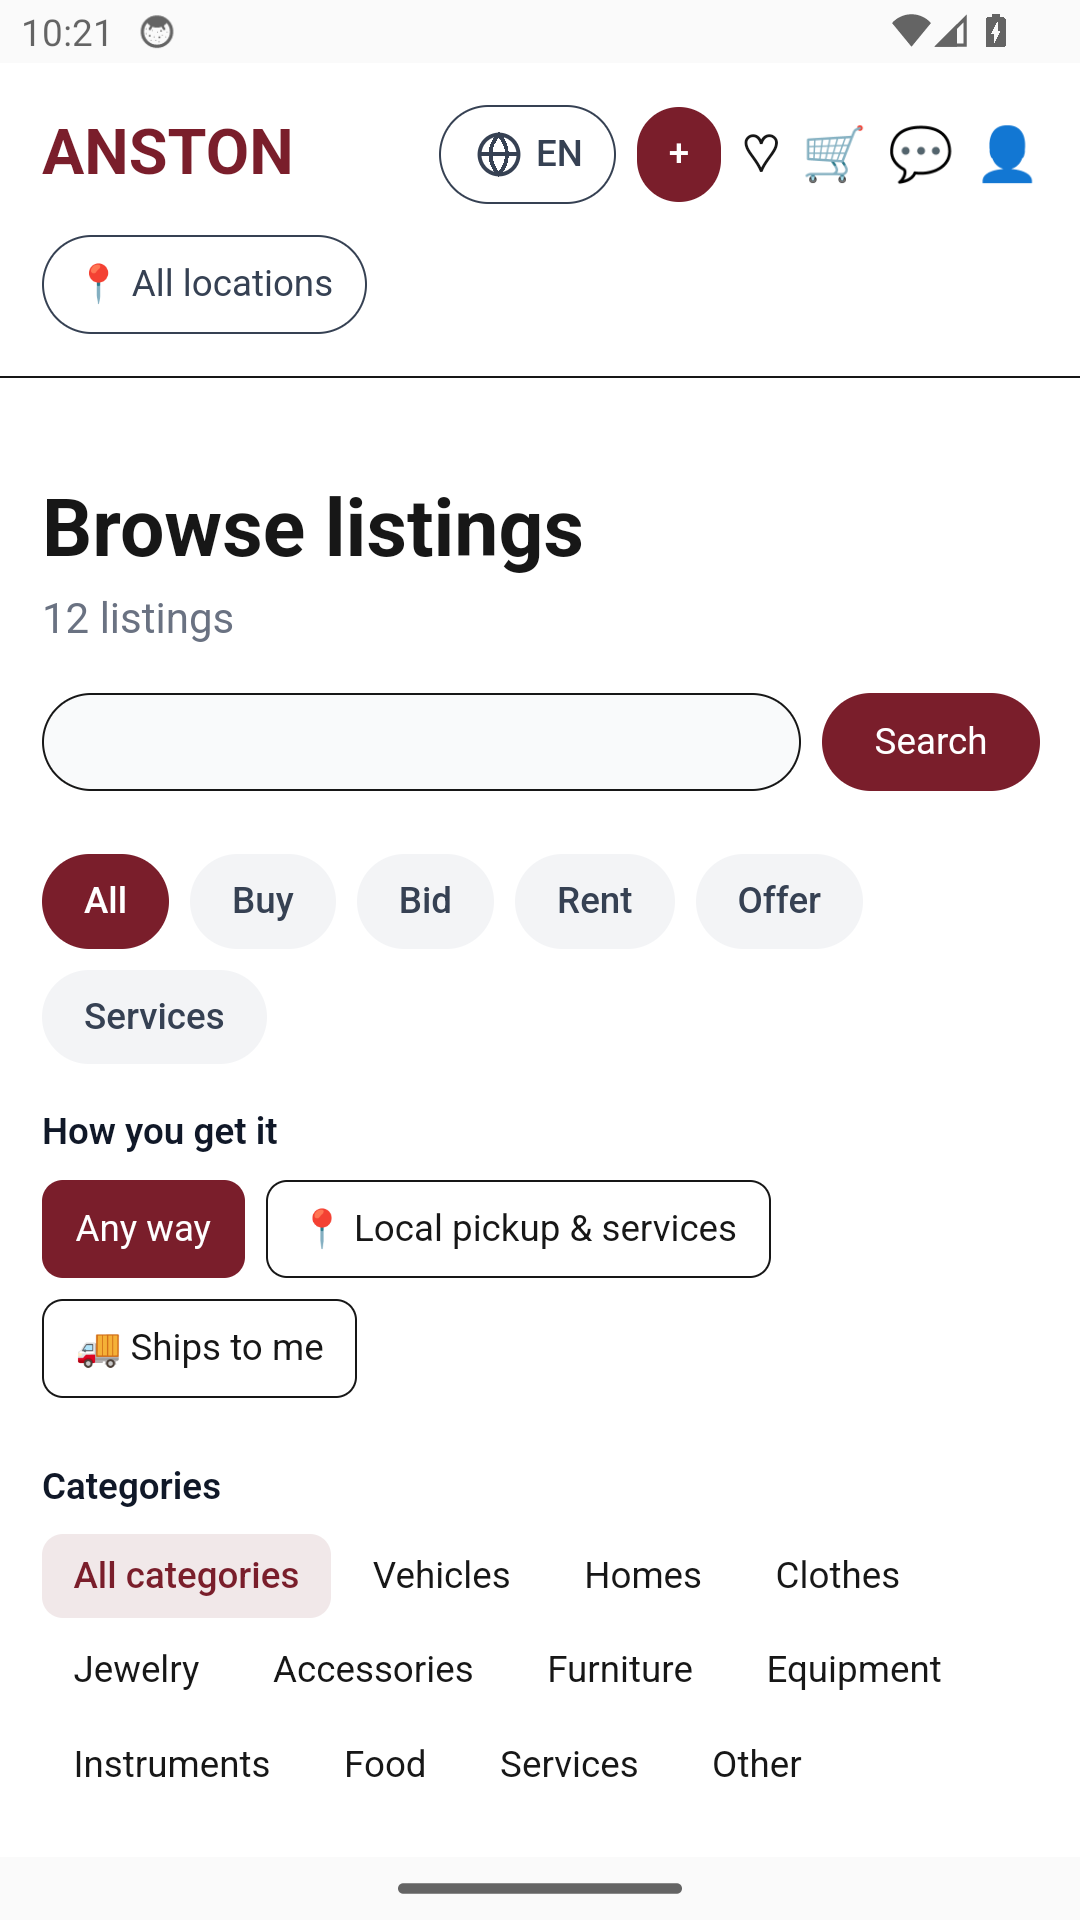 10:21
ANSTON
EN
+
All locations
Browse listings
12 listings
Search
All Buy Bid Rent Offer
Services
How you get it
Any way Local pickup & services
Ships to me
Categories
All categories Vehicles Homes Clothes
Jewelry Accessories Furniture Equipment
Instruments Food Services Other